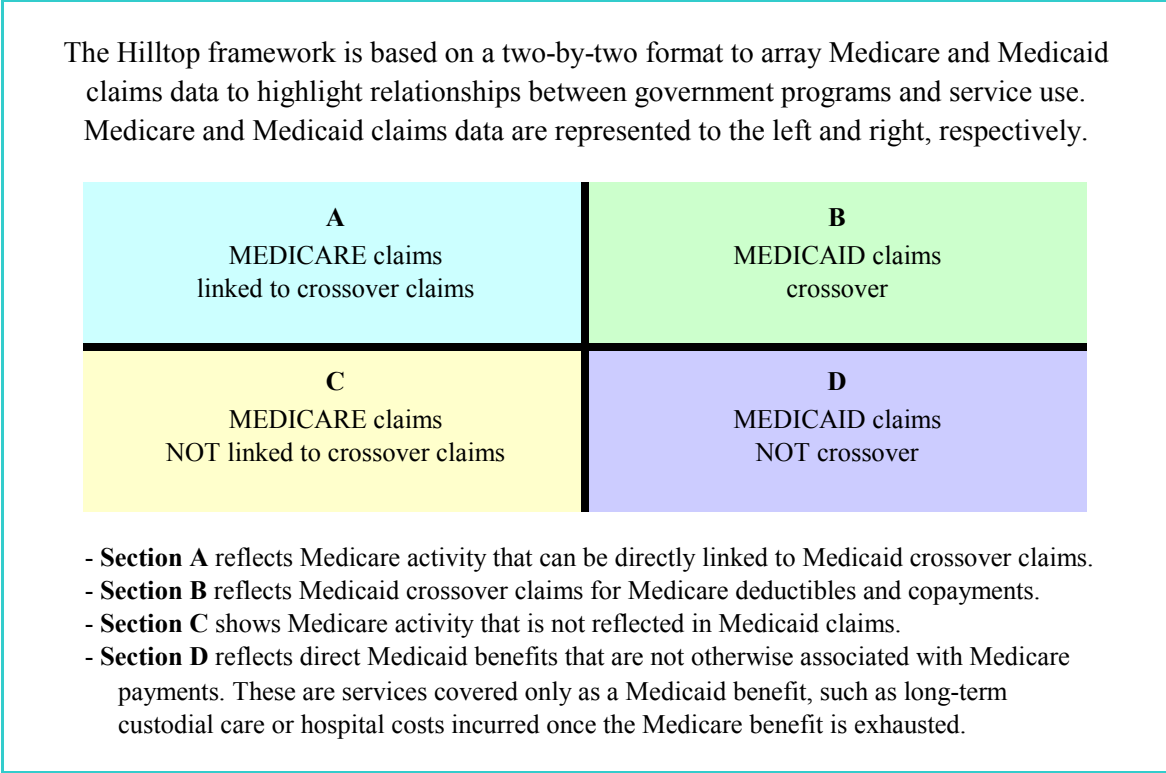 The Hilltop framework is based on a two-by-two format to array Medicare and Medicaid
claims data to highlight relationships between government programs and service use.
Medicare and Medicaid claims data are represented to the left and right, respectively.
A
MEDICARE claims
linked to crossover claims
B
MEDICAID claims
crossover
C
MEDICARE claims
NOT linked to crossover claims
D
MEDICAID claims
NOT crossover
- Section A reflects Medicare activity that can be directly linked to Medicaid crossover claims.
- Section B reflects Medicaid crossover claims for Medicare deductibles and copayments.
- Section C shows Medicare activity that is not reflected in Medicaid claims.
- Section D reflects direct Medicaid benefits that are not otherwise associated with Medicare
payments. These are services covered only as a Medicaid benefit, such as long-term
custodial care or hospital costs incurred once the Medicare benefit is exhausted.